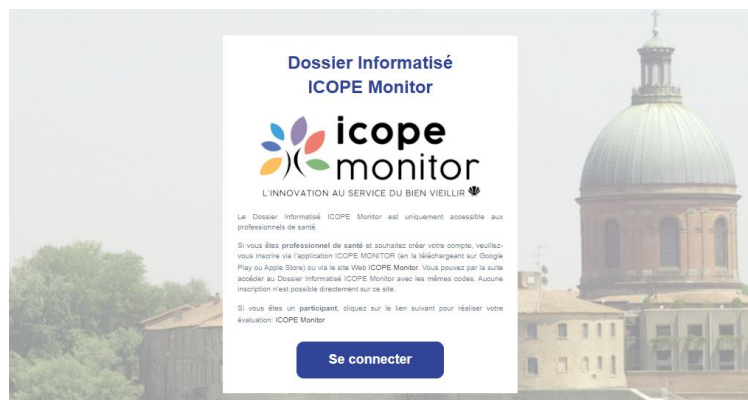 Dossier Informatisé
ICOPE Monitor
icope
monitor
L'INNOVATION AU SERVICE DU BIEN VIEILLIR
Le Dossier Informatisé ICOPE Monitor est uniquement accessible aux
professionnels de santé.
Si vous êtes professionnel de santé et souhaitez créer votre compte, veuillez-
vous inscrire via l'application ICOPE MONITOR (en la téléchargeant sur Google
Play ou Apple Store) ou via le site Web ICOPE Monitor. Vous pouvez par la suite
accéder au Dossier Informatisé ICOPE Monitor avec les mêmes codes. Aucune
inscription n'est possible directement sur ce site.
Si vous êtes un participant, cliquez sur le lien suivant pour réaliser votre
évaluation: ICOPE Monitor
Se connecter